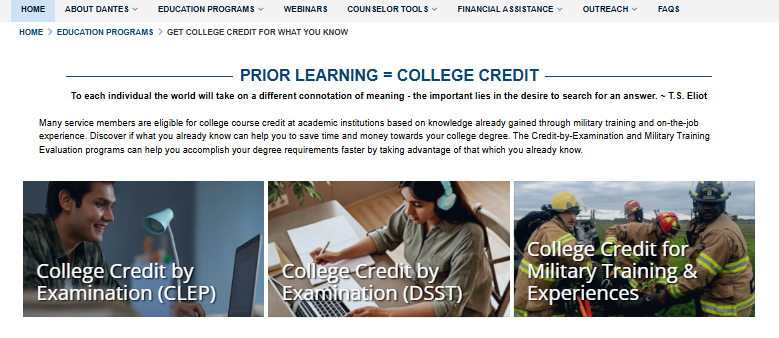 HOME ABOUT DANTES EDUCATION PROGRAMS WEBINARS COUNSELOR TOOLS FINANCIAL ASSISTANCE OUTREACH FAQS
HOME > EDUCATION PROGRAMS > GET COLLEGE CREDIT FOR WHAT YOU KNOW
PRIOR LEARNING = COLLEGE CREDIT
To each individual the world will take on a different connotation of meaning - the important lies in the desire to search for an answer. ~ T.S. Eliot
Many service members are eligible for college course credit at academic institutions based on knowledge already gained through military training and on-the-job
experience. Discover if what you already know can help you to save time and money towards your college degree. The Credit-by-Examination and Military Training
Evaluation programs can help you accomplish your degree requirements faster by taking advantage of that which you already know.
College Credit by
Examination (CLEP)
College Credit by
Examination (DSST)
College Credit for
Military Training &
Experiences